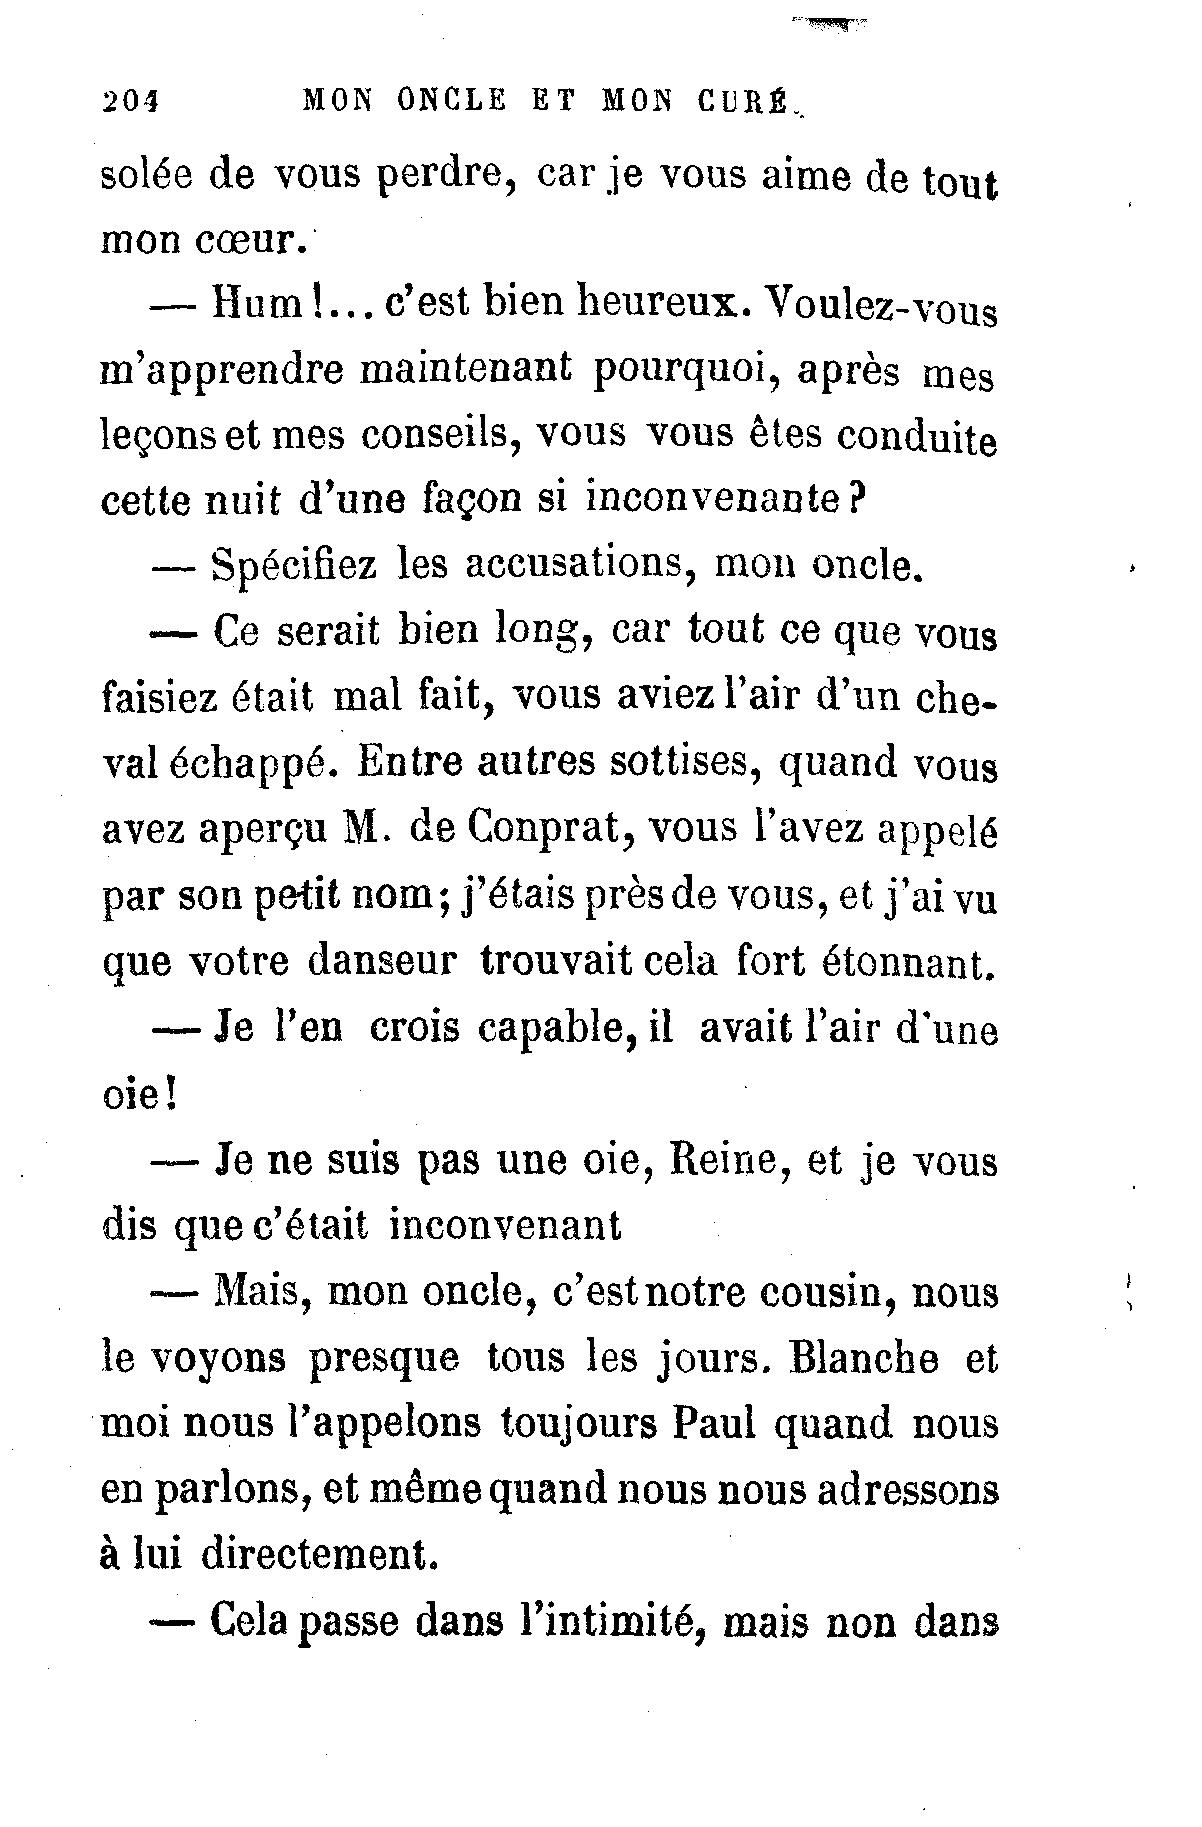 204 MON ONCLE ET MON CURÉ.
solée de vous perdre, car je vous aime de tout
mon cœur.
— Hum!... c'est bien heureux. Voulez-vous
m'apprendre maintenant pourquoi, après mes
leçons et mes conseils, vous vous êtes conduite
cette nuit d'une façon si inconvenante?
— Spécifiez les accusations, mon oncle.
— Ce serait bien long, car tout ce que vous
faisiez était mal fait, vous aviez l'air d'un che-
val échappé. Entre autres sottises, quand vous
avez aperçu M. de Conprat, vous l'avez appelé
par son petit nom; j'étais près de vous, et j'ai vu
que votre danseur trouvait cela fort étonnant.
— Je l'en crois capable, il avait l'air d'une
oie!
— Je ne suis pas une oie, Reine, et je vous
dis que c'était inconvenant
— Mais, mon oncle, c'est notre cousin, nous
le voyons presque tous les jours. Blanche et
moi nous l'appelons toujours Paul quand nous
en parlons, et même quand nous nous adressons
à lui directement.
— Cela passe dans l'intimité, mais non dans